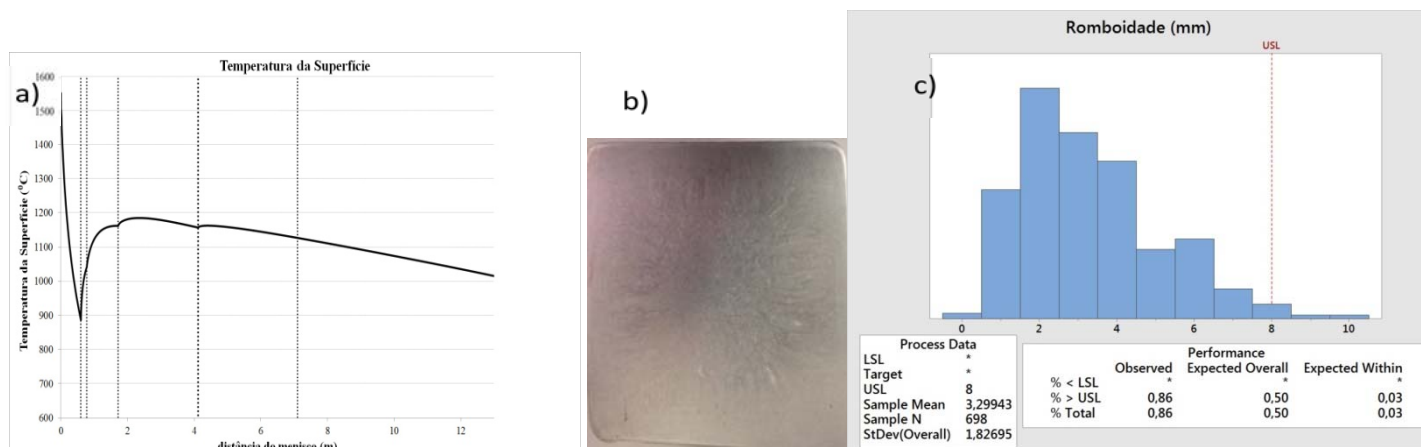 a)
Temperatura da Superfície
Temperatura da Superfície (⁰C)
1600
1500
1400
1300
1200
1100
1000
900
800
700
600
0 2 4 6 8 10 12
distância do menisco (m)
b)
c)
Romboidade (mm)
USL
0 2 4 6 8 10
Process Data
LSL *
Target *
USL 8
Sample Mean 3,29943
Sample N 698
StDev(Overall) 1,82695
Performance
Observed Expected Overall Expected Within
% < LSL * * *
% > USL 0,86 0,50 0,03
% Total 0,86 0,50 0,03